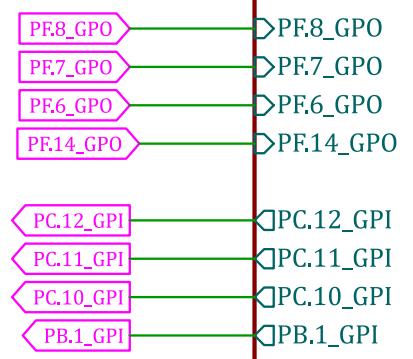 PF.8_GPO PF.8_GPO
PF.7_GPO PF.7_GPO
PF.6_GPO PF.6_GPO
PF.14_GPO PF.14_GPO
PC.12_GPI PC.12_GPI
PC.11_GPI PC.11_GPI
PC.10_GPI PC.10_GPI
PB.1_GPI PB.1_GPI